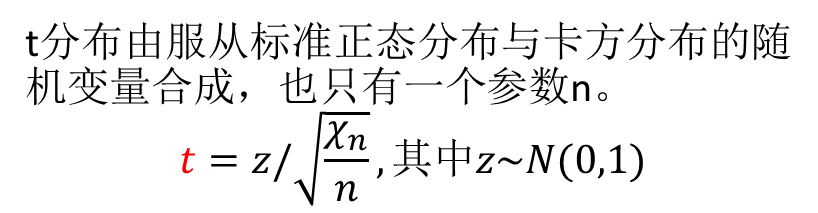 t分布由服从标准正态分布与卡方分布的随
机变量合成，也只有一个参数n。
t = z/√(χn/n), 其中z~N(0,1)